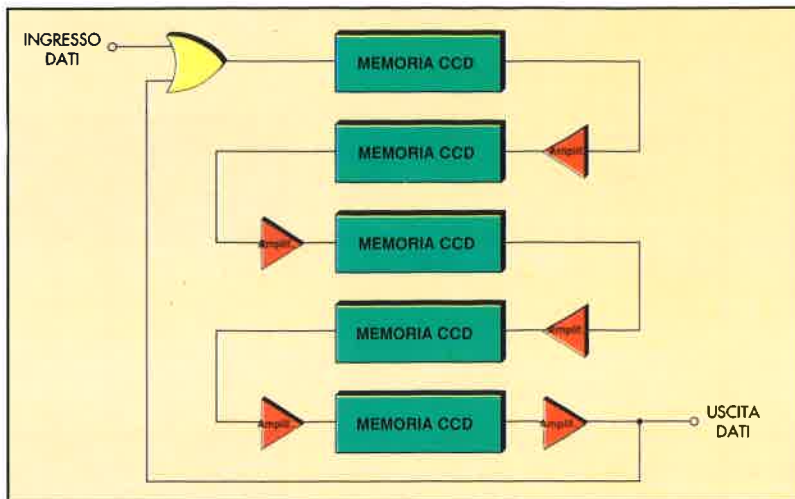 INGRESSO
DATI
MEMORIA CCD
MEMORIA CCD
Amplif.
Amplif.
MEMORIA CCD
MEMORIA CCD
Amplif.
Amplif.
MEMORIA CCD
Amplif.
USCITA
DATI